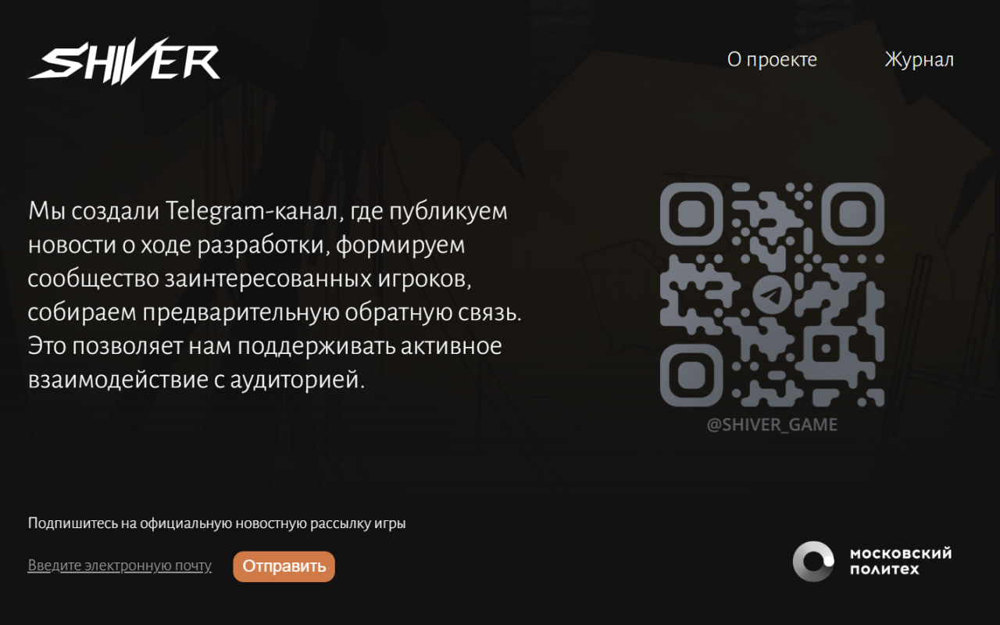 SHIVER
О проекте
Журнал
Мы создали Telegram-канал, где публикуем
новости о ходе разработки, формируем
сообщество заинтересованных игроков,
собираем предварительную обратную связь.
Это позволяет нам поддерживать активное
взаимодействие с аудиторией.
@SHIVER_GAME
Подпишитесь на официальную новостную рассылку игры
Введите электронную почту
Отправить
московский
политех